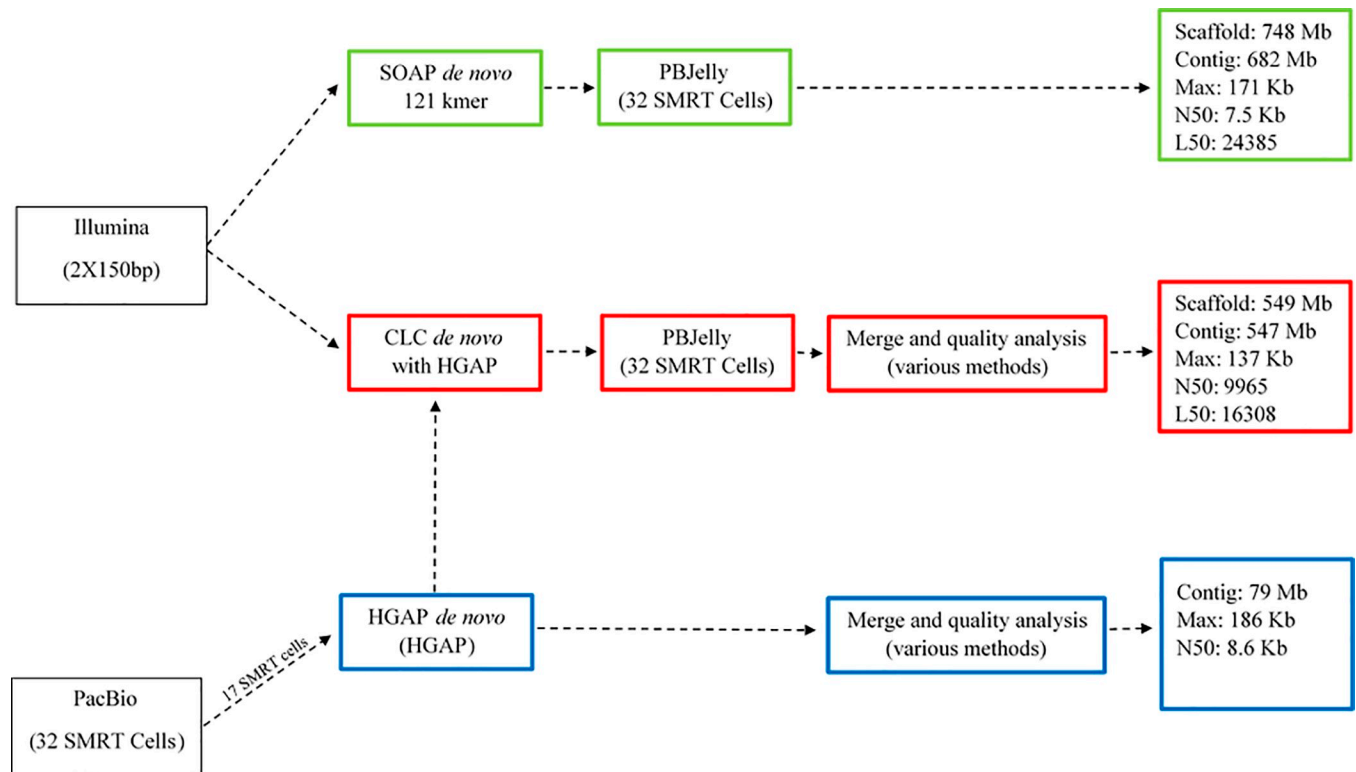 SOAP de novo
121 kmer
PBJelly
(32 SMRT Cells)
Scaffold: 748 Mb
Contig: 682 Mb
Max: 171 Kb
N50: 7.5 Kb
L50: 24385
Illumina
(2X150bp)
CLC de novo
with HGAP
PBJelly
(32 SMRT Cells)
Merge and quality analysis
(various methods)
Scaffold: 549 Mb
Contig: 547 Mb
Max: 137 Kb
N50: 9965
L50: 16308
HGAP de novo
(HGAP)
Merge and quality analysis
(various methods)
Contig: 79 Mb
Max: 186 Kb
N50: 8.6 Kb
17 SMRT cells
PacBio
(32 SMRT Cells)